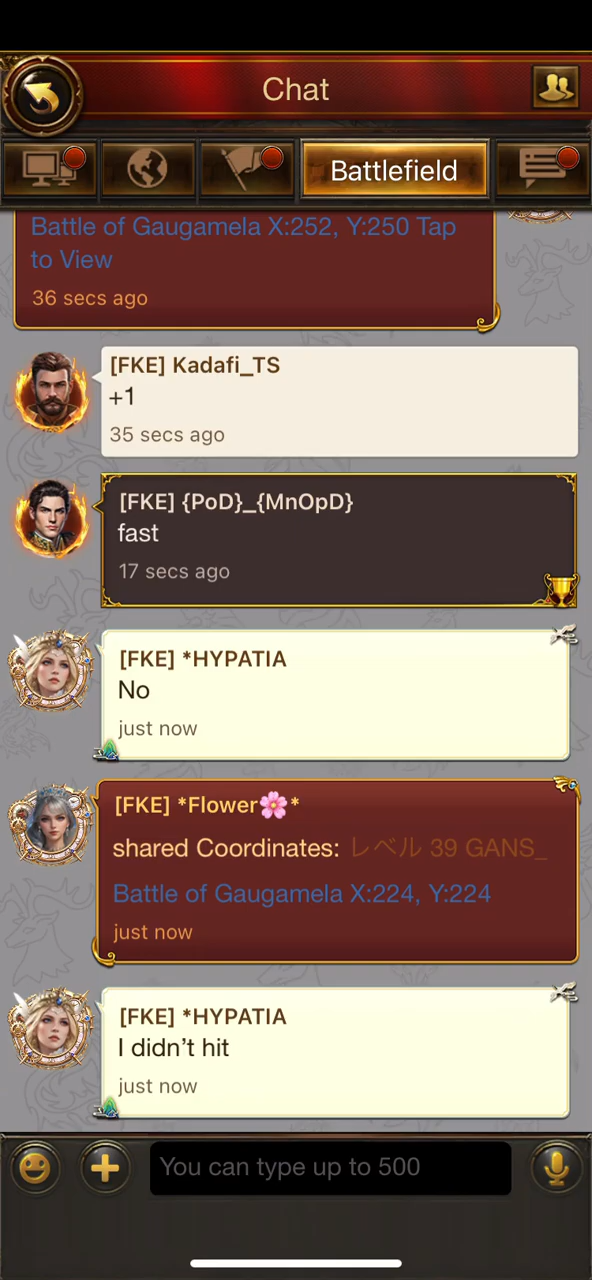 Chat
Battlefield
Battle of Gaugamela X:252, Y:250 Tap
to View
36 secs ago
[FKE] Kadafi_TS
+1
35 secs ago
[FKE] {PoD}_{MnOpD}
fast
17 secs ago
[FKE] *HYPATIA
No
just now
[FKE] *Flower🌸*
shared Coordinates: レベル 39 GANS_
Battle of Gaugamela X:224, Y:224
just now
[FKE] *HYPATIA
I didn't hit
just now
You can type up to 500